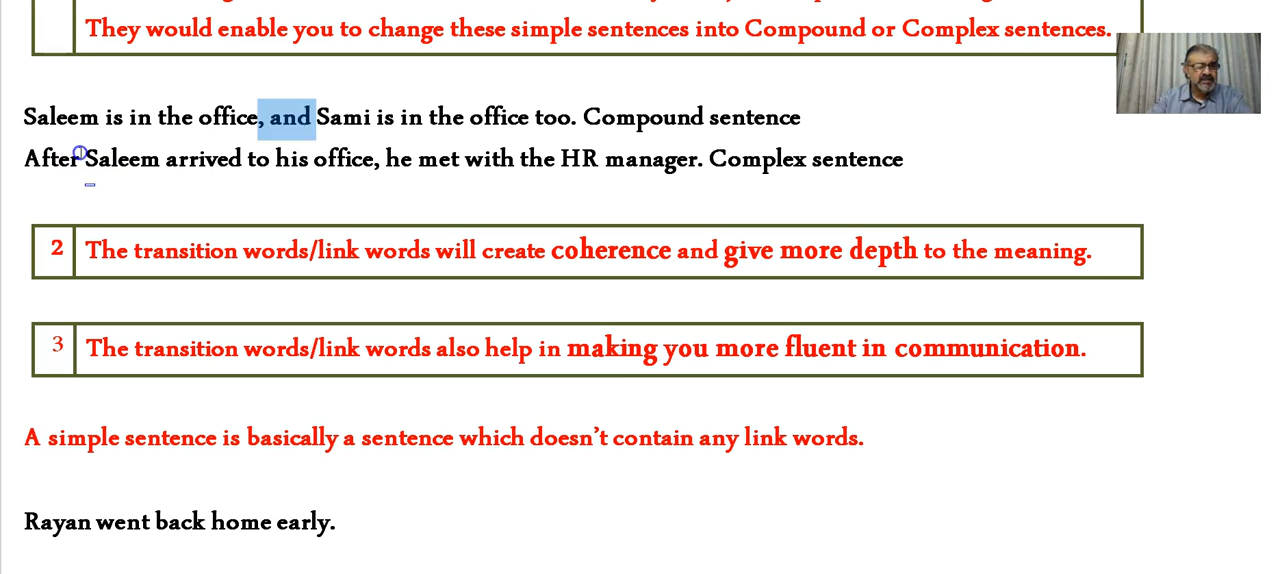 They would enable you to change these simple sentences into Compound or Complex sentences.
Saleem is in the office, and Sami is in the office too. Compound sentence
After Saleem arrived to his office, he met with the HR manager. Complex sentence
2 The transition words/link words will create coherence and give more depth to the meaning.
3 The transition words/link words also help in making you more fluent in communication.
A simple sentence is basically a sentence which doesn't contain any link words.
Rayan went back home early.